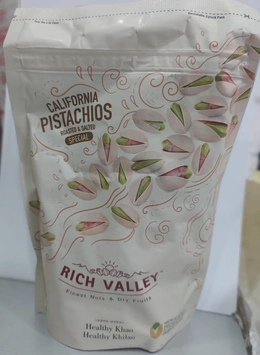 CALIFORNIA
PISTACHIOS
ROASTED & SALTED
SPECIAL
RICH VALLEY
Finest Nuts & Dry Fruits
Healthy Khao
Healthy Khilao